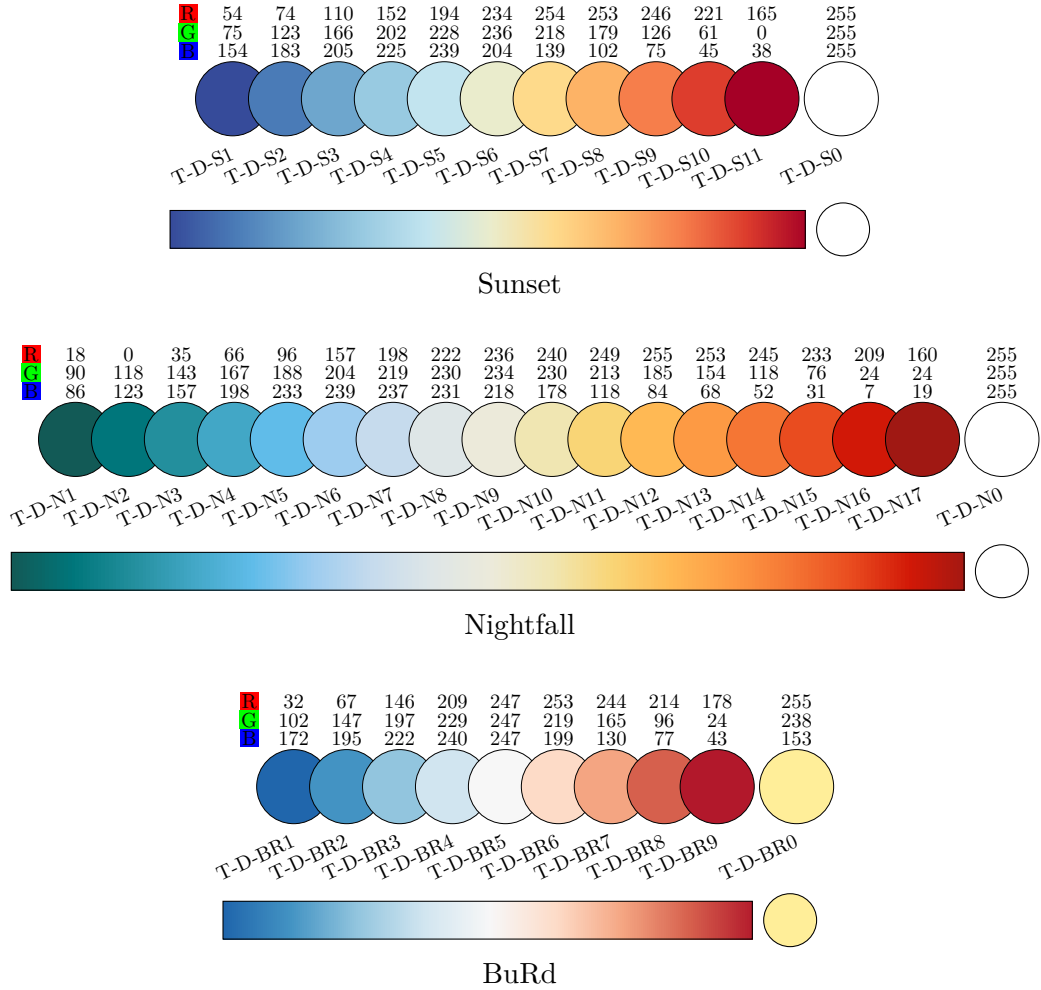 R 54 74 110 152 194 234 254 253 246 221 165 255
G 75 123 166 202 228 236 218 179 126 61 0 255
B 154 183 205 225 239 204 139 102 75 45 38 255
T-D-S1 T-D-S2 T-D-S3 T-D-S4 T-D-S5 T-D-S6 T-D-S7 T-D-S8 T-D-S9 T-D-S10 T-D-S11 T-D-S0
Sunset
R 18 0 35 66 96 157 198 222 236 240 249 255 253 245 233 209 160 255
G 90 118 143 167 188 204 219 230 234 230 213 185 154 118 76 24 24 255
B 86 123 157 198 233 239 237 231 218 178 118 84 68 52 31 7 19 255
T-D-N1 T-D-N2 T-D-N3 T-D-N4 T-D-N5 T-D-N6 T-D-N7 T-D-N8 T-D-N9 T-D-N10 T-D-N11 T-D-N12 T-D-N13 T-D-N14 T-D-N15 T-D-N16 T-D-N17 T-D-N0
Nightfall
R 32 67 146 209 247 253 244 214 178 255
G 102 147 197 229 247 219 165 96 24 238
B 172 195 222 240 247 199 130 77 43 153
T-D-BR1 T-D-BR2 T-D-BR3 T-D-BR4 T-D-BR5 T-D-BR6 T-D-BR7 T-D-BR8 T-D-BR9 T-D-BR0
BuRd